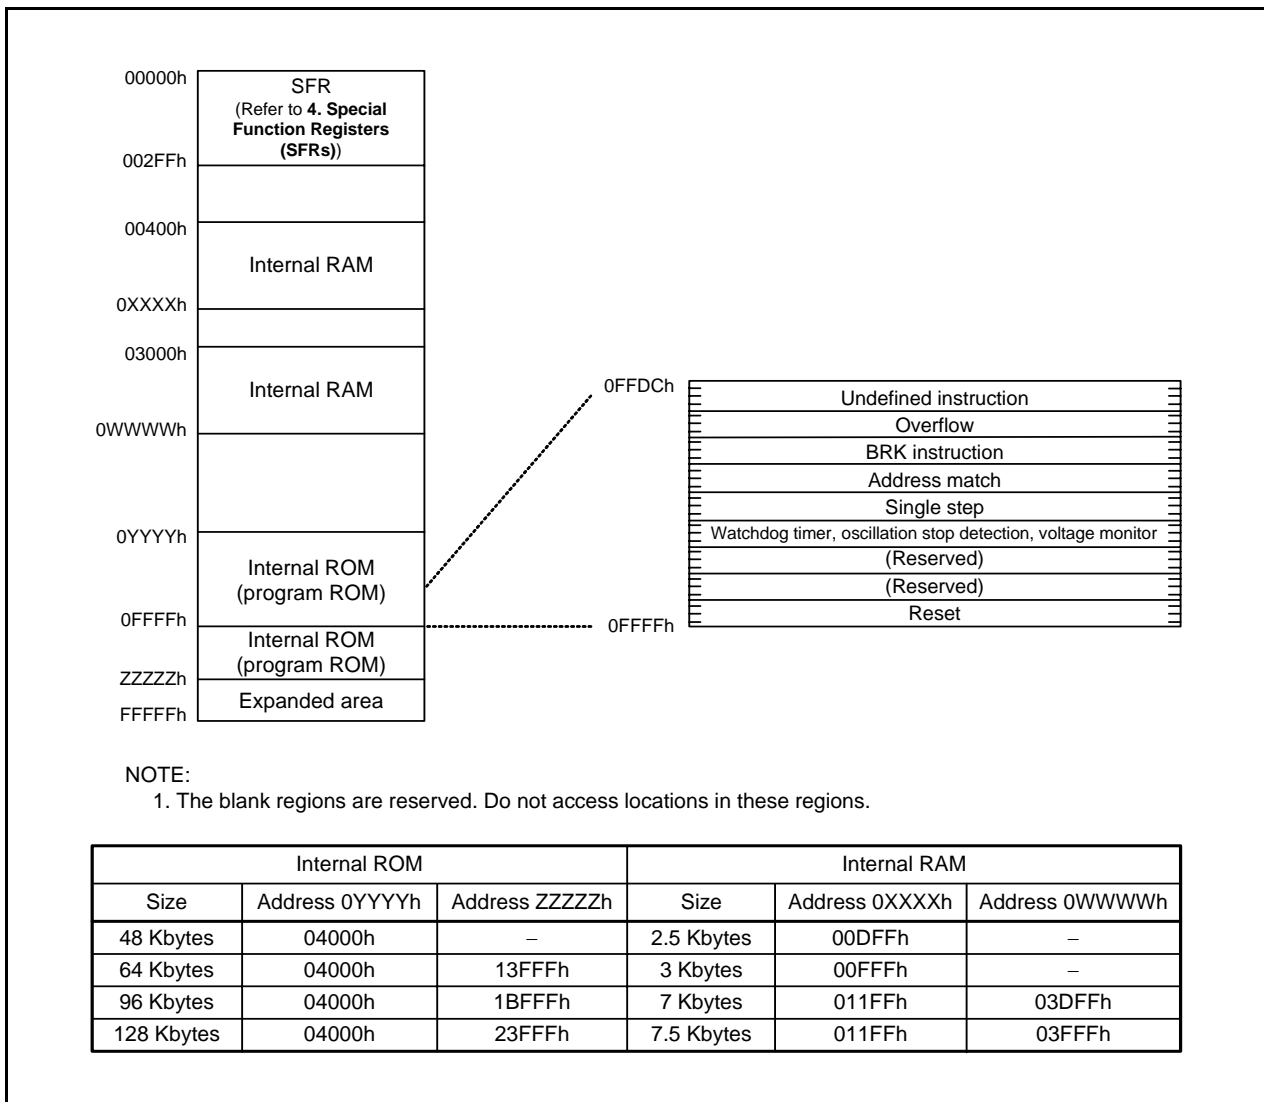 00000h
SFR
(Refer to 4. Special
Function Registers
(SFRs))
002FFh
00400h
Internal RAM
0XXXXh
03000h
Internal RAM
0WWWWh
0YYYYh
Internal ROM
(program ROM)
0FFFFh
Internal ROM
(program ROM)
ZZZZZh
Expanded area
FFFFFh
0FFDCh
Undefined instruction
Overflow
BRK instruction
Address match
Single step
Watchdog timer, oscillation stop detection, voltage monitor
(Reserved)
(Reserved)
Reset
0FFFFh
NOTE:
1. The blank regions are reserved. Do not access locations in these regions.
Internal ROM Internal RAM
Size Address 0YYYYh Address ZZZZZh Size Address 0XXXXh Address 0WWWWh
48 Kbytes 04000h – 2.5 Kbytes 00DFFh –
64 Kbytes 04000h 13FFFh 3 Kbytes 00FFFh –
96 Kbytes 04000h 1BFFFh 7 Kbytes 011FFh 03DFFh
128 Kbytes 04000h 23FFFh 7.5 Kbytes 011FFh 03FFFh